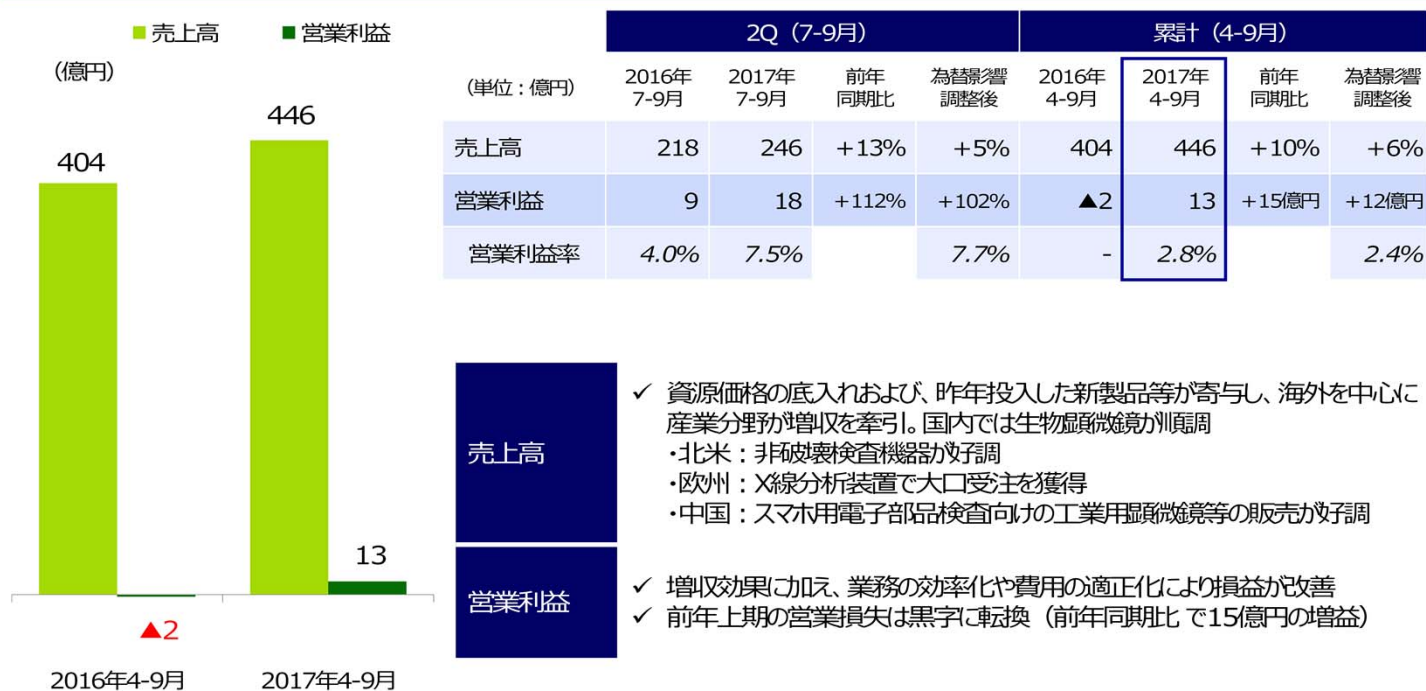 ■売上高 ■営業利益
(億円)
404
446
▲2
13
2016年4-9月 2017年4-9月
2Q（7-9月） 累計（4-9月）
（単位：億円） 2016年7-9月 2017年7-9月 前年同期比 為替影響調整後 2016年4-9月 2017年4-9月 前年同期比 為替影響調整後
売上高 218 246 +13% +5% 404 446 +10% +6%
営業利益 9 18 +112% +102% ▲2 13 +15億円 +12億円
営業利益率 4.0% 7.5% 7.7% - 2.8% 2.4%
売上高
✓ 資源価格の底入れおよび、昨年投入した新製品等が寄与し、海外を中心に
産業分野が増収を牽引。国内では生物顕微鏡が順調
・北米：非破壊検査機器が好調
・欧州：X線分析装置で大口受注を獲得
・中国：スマホ用電子部品検査向けの工業用顕微鏡等の販売が好調
営業利益
✓ 増収効果に加え、業務の効率化や費用の適正化により損益が改善
✓ 前年上期の営業損失は黒字に転換（前年同期比 で15億円の増益）